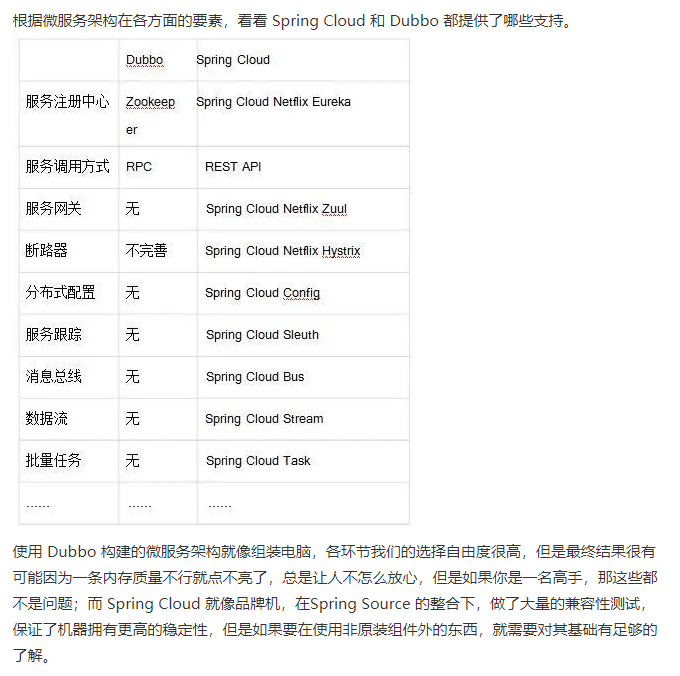 根据微服务架构在各方面的要素，看看 Spring Cloud 和 Dubbo 都提供了哪些支持。
Dubbo Spring Cloud
服务注册中心 Zookeep Spring Cloud Netflix Eureka
er
服务调用方式 RPC REST API
服务网关 无 Spring Cloud Netflix Zuul
断路器 不完善 Spring Cloud Netflix Hystrix
分布式配置 无 Spring Cloud Config
服务跟踪 无 Spring Cloud Sleuth
消息总线 无 Spring Cloud Bus
数据流 无 Spring Cloud Stream
批量任务 无 Spring Cloud Task
…… …… ……
使用 Dubbo 构建的微服务架构就像组装电脑，各环节我们的选择自由度很高，但是最终结果很有
可能因为一条内存质量不行就点不亮了，总是让人不怎么放心，但是如果你是一名高手，那这些都
不是问题；而 Spring Cloud 就像品牌机，在Spring Source 的整合下，做了大量的兼容性测试，
保证了机器拥有更高的稳定性，但是如果要在使用非原装组件外的东西，就需要对其基础有足够的
了解。